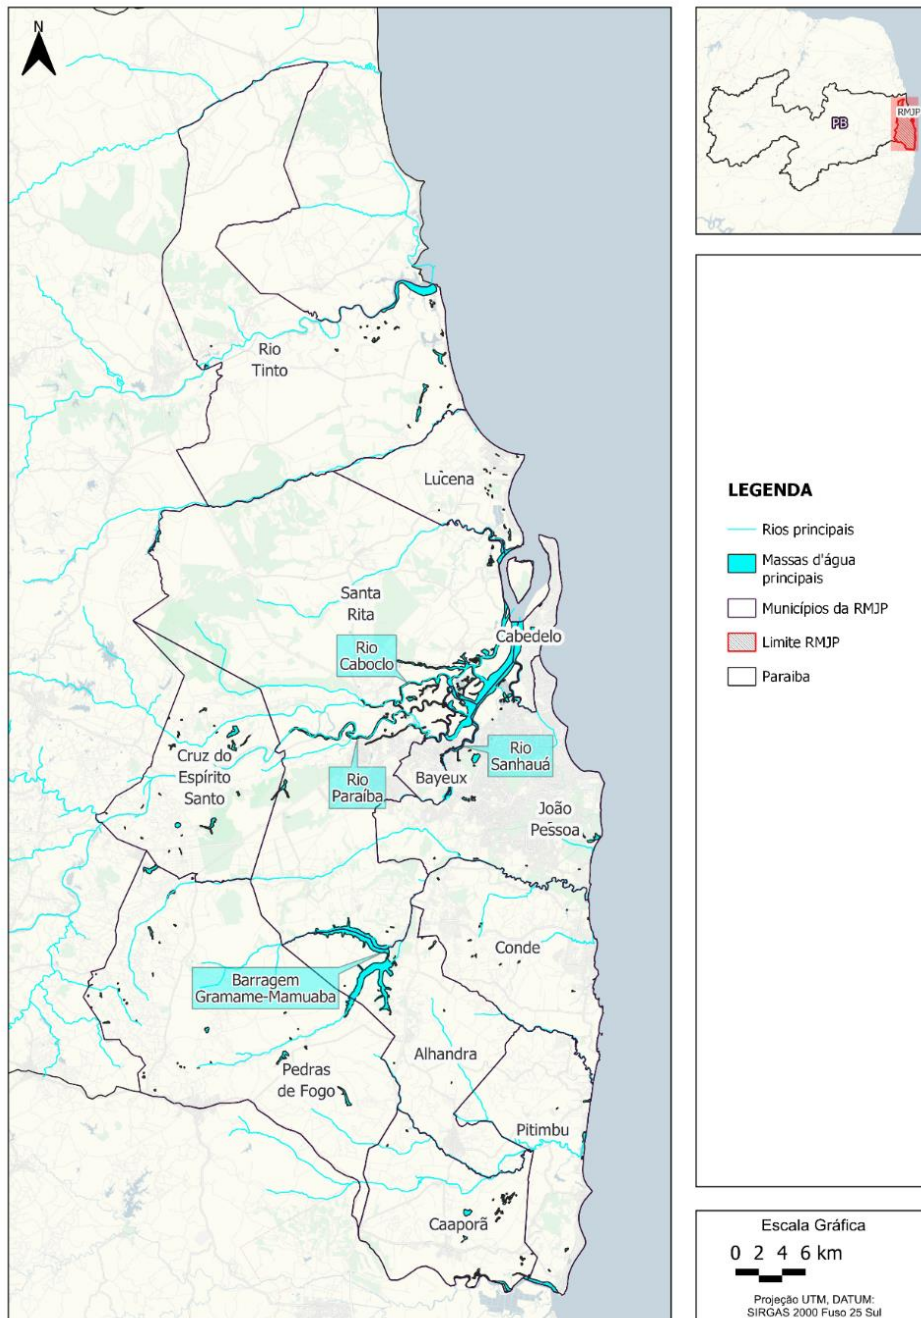 N
Rio
Tinto
Lucena
Santa
Rita
Cabedelo
Rio
Caboclo
Rio
Sanhauá
Cruz do
Espírito
Santo
Rio
Paraíba
Bayeux
João
Pessoa
Conde
Barragem
Gramame-Mamuaba
Alhandra
Pedras
de Fogo
Pitimbu
Caaporã
RMJP
PB
LEGENDA
Rios principais
Massas d'água
principais
Municípios da RMJP
Limite RMJP
Paraiba
Escala Gráfica
0 2 4 6 km
Projeção UTM, DATUM:
SIRGAS 2000 Fuso 25 Sul